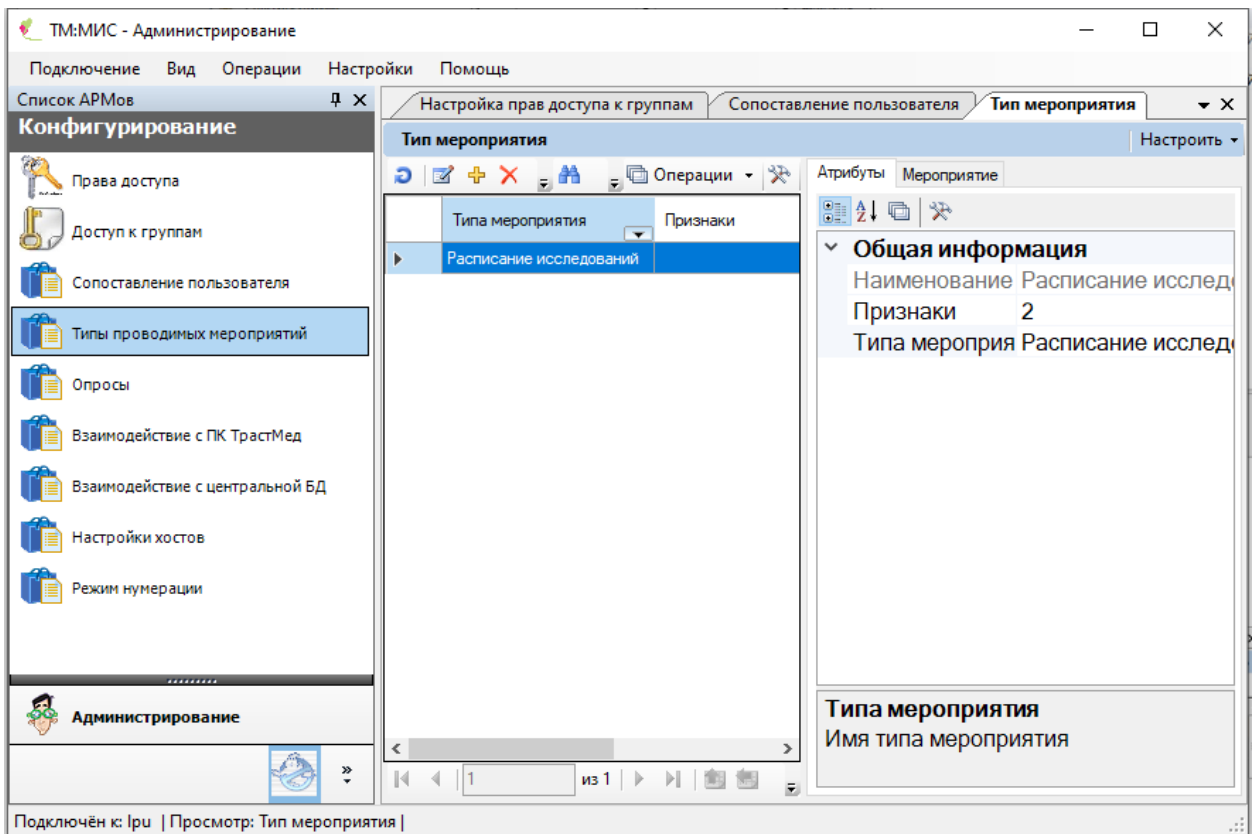 ТМ:МИС - Администрирование
Подключение Вид Операции Настройки Помощь
Список АРМов
Конфигурирование
Права доступа
Доступ к группам
Сопоставление пользователя
Типы проводимых мероприятий
Опросы
Взаимодействие с ПК ТрастМед
Взаимодействие с центральной БД
Настройки хостов
Режим нумерации
Администрирование
Настройка прав доступа к группам Сопоставление пользователя Тип мероприятия
Тип мероприятия Настроить
Операции
Типа мероприятия Признаки
Расписание исследований
1 из 1
Атрибуты Мероприятие
Общая информация
Наименование Расписание исслед
Признаки 2
Типа мероприя Расписание исслед
Типа мероприятия
Имя типа мероприятия
Подключён к: lpu | Просмотр: Тип мероприятия |